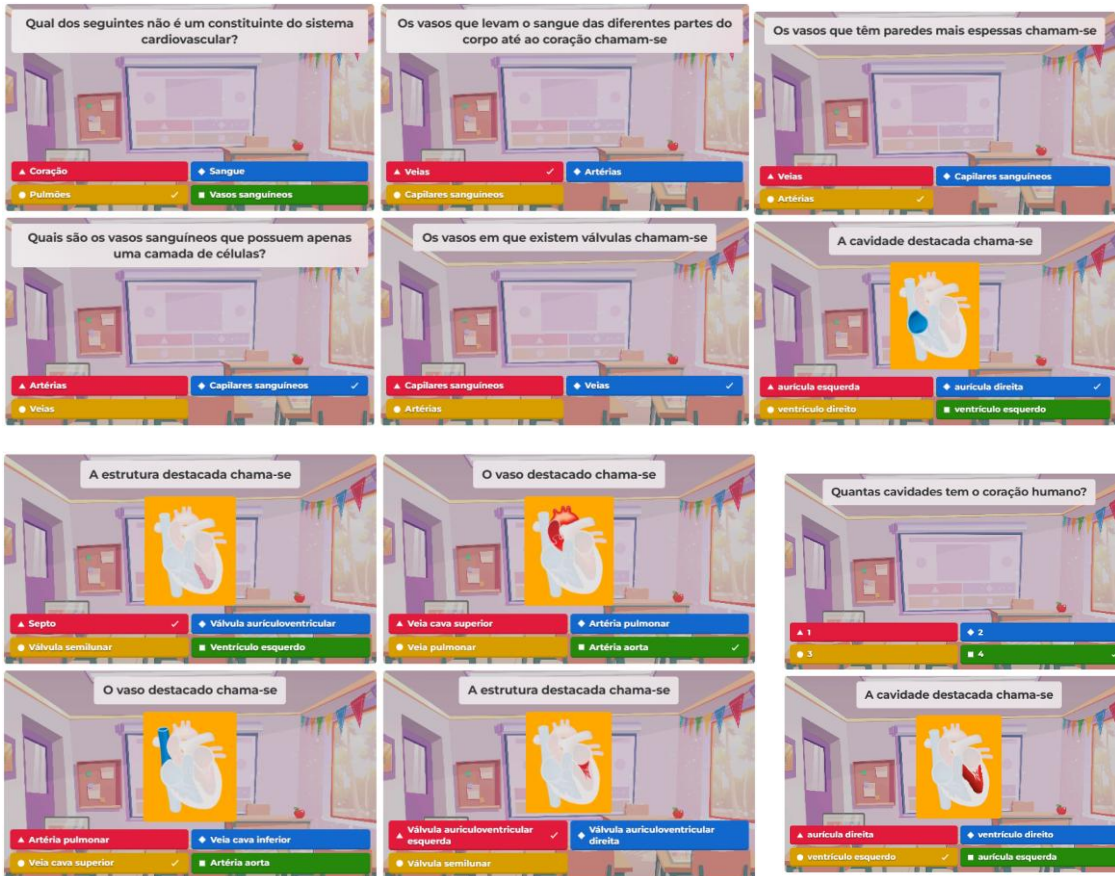 Qual dos seguintes não é um constituinte do sistema
cardiovascular?
▲ Coração
◆ Sangue
● Pulmões ✓
■ Vasos sanguíneos
Os vasos que levam o sangue das diferentes partes do
corpo até ao coração chamam-se
▲ Veias ✓
◆ Artérias
● Capilares sanguíneos
Os vasos que têm paredes mais espessas chamam-se
▲ Veias
◆ Capilares sanguíneos
● Artérias ✓
Quais são os vasos sanguíneos que possuem apenas
uma camada de células?
▲ Artérias
◆ Capilares sanguíneos ✓
● Veias
Os vasos em que existem válvulas chamam-se
▲ Capilares sanguíneos
◆ Veias ✓
● Artérias
A cavidade destacada chama-se
▲ aurícula esquerda
◆ aurícula direita ✓
● ventrículo direito
■ ventrículo esquerdo
A estrutura destacada chama-se
▲ Septo ✓
◆ Válvula auriculoventricular
● Válvula semilunar
■ Ventrículo esquerdo
O vaso destacado chama-se
▲ Veia cava superior
◆ Artéria pulmonar
● Veia pulmonar
■ Artéria aorta ✓
Quantas cavidades tem o coração humano?
▲ 1
◆ 2
● 3
■ 4 ✓
O vaso destacado chama-se
▲ Artéria pulmonar
◆ Veia cava inferior
● Veia cava superior ✓
■ Artéria aorta
A estrutura destacada chama-se
▲ Válvula auriculoventricular
esquerda ✓
◆ Válvula auriculoventricular
direita
● Válvula semilunar
A cavidade destacada chama-se
▲ aurícula direita
◆ ventrículo direito
● ventrículo esquerdo ✓
■ aurícula esquerda